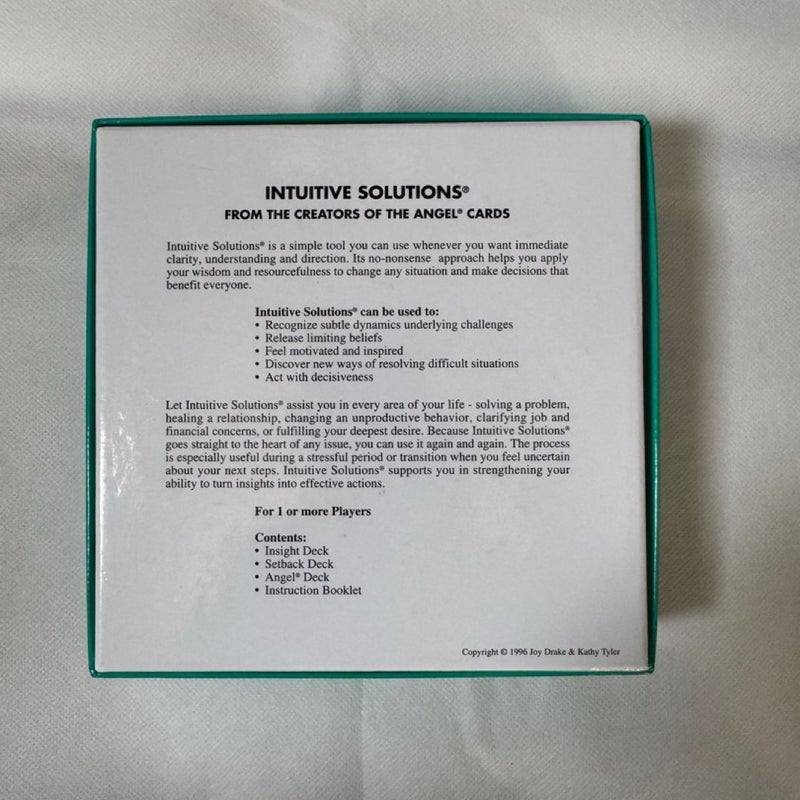 INTUITIVE SOLUTIONS®
FROM THE CREATORS OF THE ANGEL® CARDS
Intuitive Solutions® is a simple tool you can use whenever you want immediate
clarity, understanding and direction. Its no-nonsense approach helps you apply
your wisdom and resourcefulness to change any situation and make decisions that
benefit everyone.
Intuitive Solutions® can be used to:
• Recognize subtle dynamics underlying challenges
• Release limiting beliefs
• Feel motivated and inspired
• Discover new ways of resolving difficult situations
• Act with decisiveness
Let Intuitive Solutions® assist you in every area of your life - solving a problem,
healing a relationship, changing an unproductive behavior, clarifying job and
financial concerns, or fulfilling your deepest desire. Because Intuitive Solutions®
goes straight to the heart of any issue, you can use it again and again. The process
is especially useful during a stressful period or transition when you feel uncertain
about your next steps. Intuitive Solutions® supports you in strengthening your
ability to turn insights into effective actions.
For 1 or more Players
Contents:
• Insight Deck
• Setback Deck
• Angel® Deck
• Instruction Booklet
Copyright © 1996 Joy Drake & Kathy Tyler